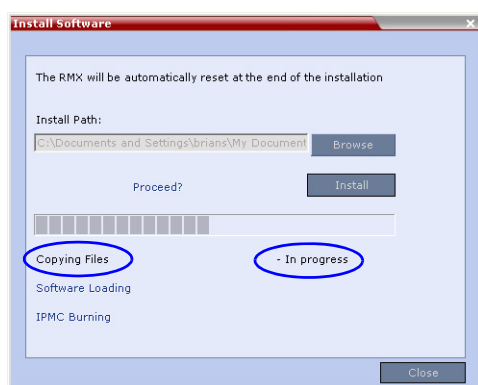 Install Software
The RMX will be automatically reset at the end of the installation
Install Path:
C:\Documents and Settings\brians\My Document
Browse
Proceed?
Install
Copying Files - In progress
Software Loading
IPMC Burning
Close